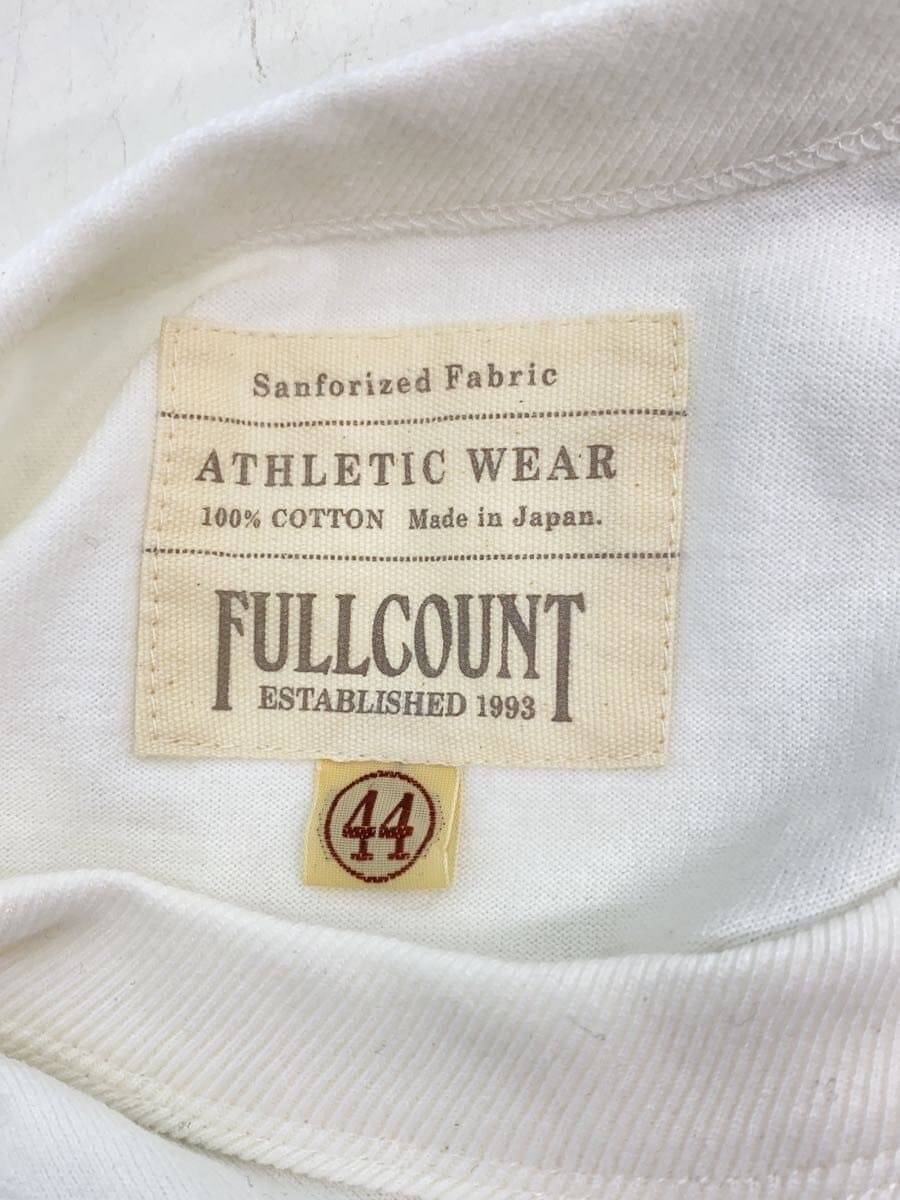 Sanforized Fabric
ATHLETIC WEAR
100% COTTON Made in Japan.
FULLCOUNT
ESTABLISHED 1993
44